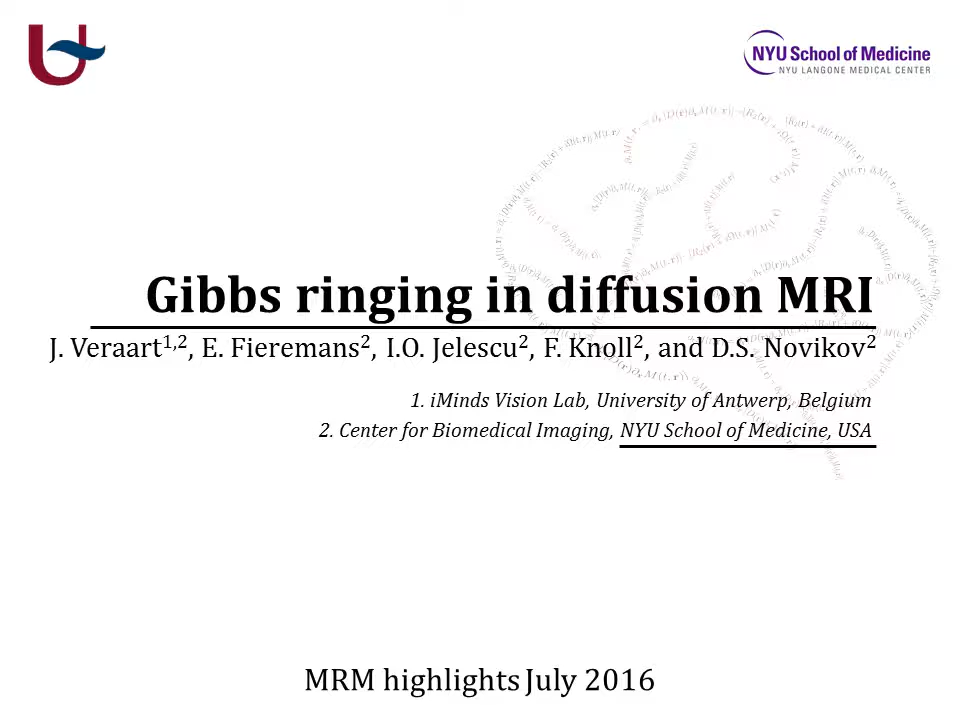 NYU School of Medicine
NYU LANGONE MEDICAL CENTER
Gibbs ringing in diffusion MRI
J. Veraart1,2, E. Fieremans2, I.O. Jelescu2, F. Knoll2, and D.S. Novikov2
1. iMinds Vision Lab, University of Antwerp, Belgium
2. Center for Biomedical Imaging, NYU School of Medicine, USA
MRM highlights July 2016